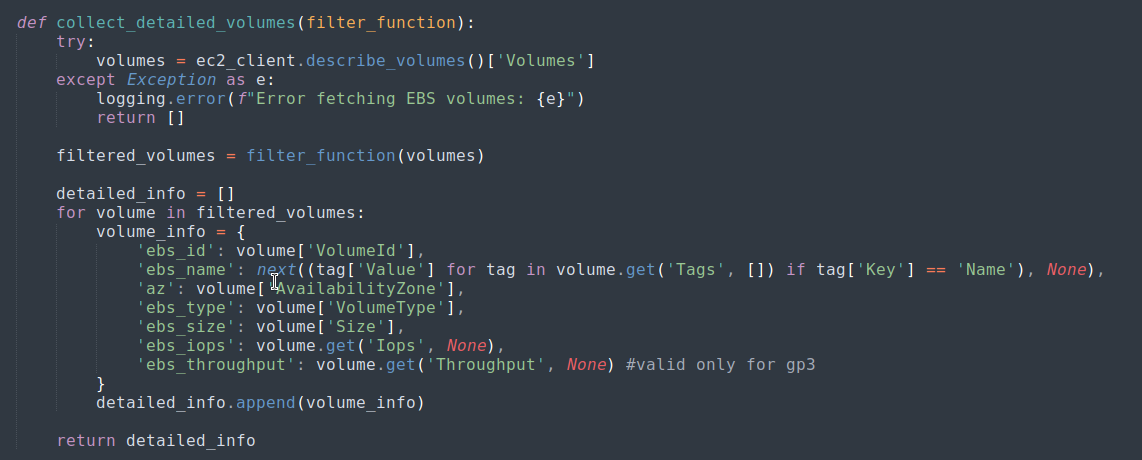 def collect_detailed_volumes(filter_function):
    try:
        volumes = ec2_client.describe_volumes()['Volumes']
    except Exception as e:
        logging.error(f"Error fetching EBS volumes: {e}")
        return []

    filtered_volumes = filter_function(volumes)

    detailed_info = []
    for volume in filtered_volumes:
        volume_info = {
            'ebs_id': volume['VolumeId'],
            'ebs_name': next((tag['Value'] for tag in volume.get('Tags', []) if tag['Key'] == 'Name'), None),
            'az': volume['AvailabilityZone'],
            'ebs_type': volume['VolumeType'],
            'ebs_size': volume['Size'],
            'ebs_iops': volume.get('Iops', None),
            'ebs_throughput': volume.get('Throughput', None) #valid only for gp3
        }
        detailed_info.append(volume_info)

    return detailed_info